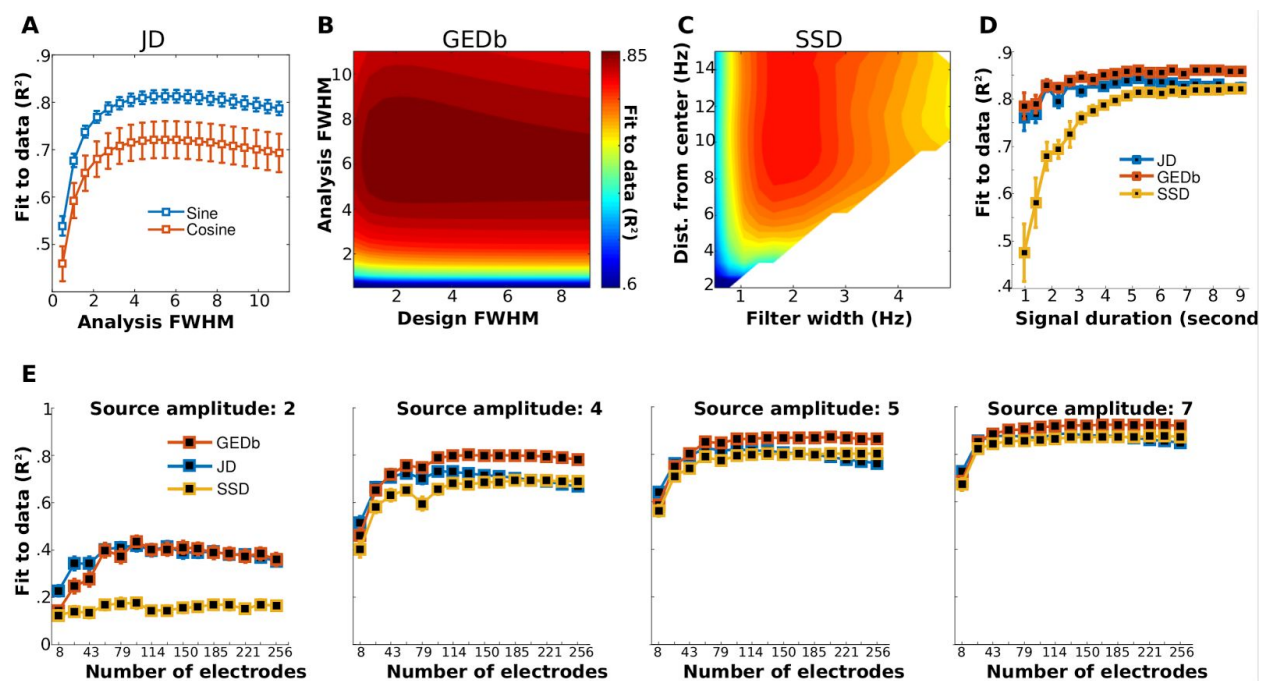 A
JD
Fit to data (R²)
.9
.8
.7
.6
.5
0 2 4 6 8 10
Analysis FWHM
Sine
Cosine
B
GEDb
Analysis FWHM
10
8
6
4
2
2 4 6 8
Design FWHM
.85
Fit to data (R²)
.6
C
SSD
Dist. from center (Hz)
14
12
10
8
6
4
2
1 2 3 4
Filter width (Hz)
D
Fit to data (R²)
.9
.8
.7
.6
.5
.4
1 2 3 4 5 6 7 8 9
Signal duration (second
JD
GEDb
SSD
E
Fit to data (R²)
1
.8
.6
.4
.2
0
Source amplitude: 2
GEDb
JD
SSD
8 43 79 114 150 185 221 256
Number of electrodes
Source amplitude: 4
8 43 79 114 150 185 221 256
Number of electrodes
Source amplitude: 5
8 43 79 114 150 185 221 256
Number of electrodes
Source amplitude: 7
8 43 79 114 150 185 221 256
Number of electrodes